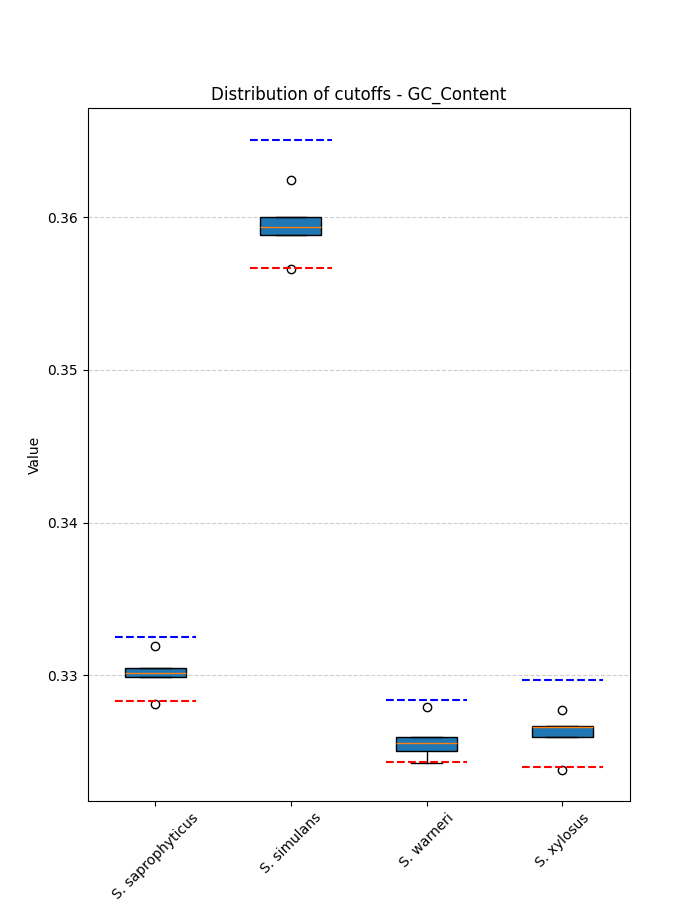 Distribution of cutoffs - GC_Content
Value
0.36
0.35
0.34
0.33
S. saprophyticus
S. simulans
S. warneri
S. xylosus